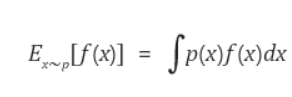 E_{x~p}[f(x)] = ∫p(x)f(x)dx